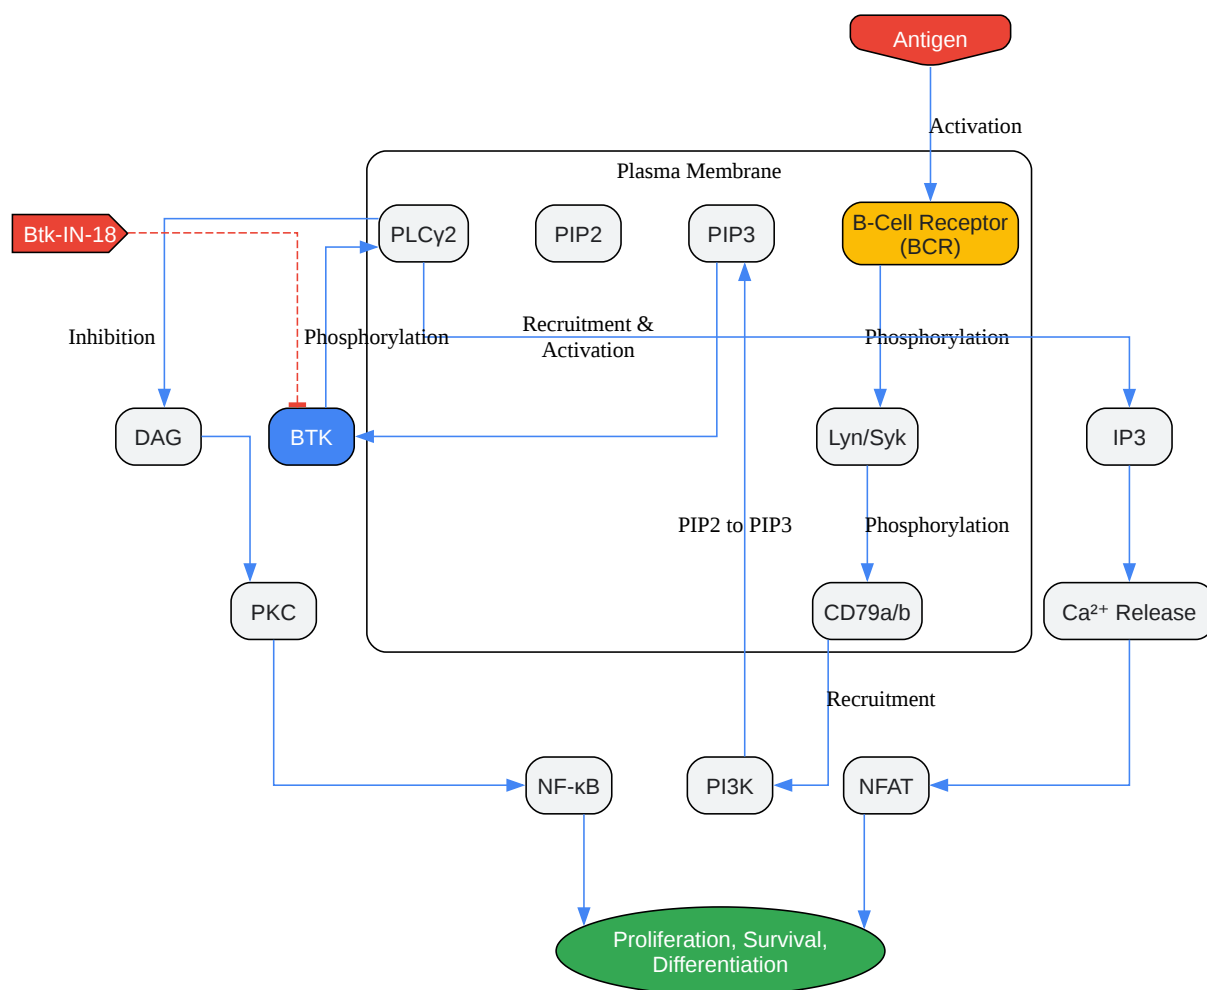 Antigen
Activation
Plasma Membrane
Btk-IN-18
PLCγ2
PIP2
PIP3
B-Cell Receptor
(BCR)
Inhibition
Phosphorylation
Recruitment &
Activation
Phosphorylation
DAG
BTK
Lyn/Syk
IP3
PIP2 to PIP3
Phosphorylation
PKC
CD79a/b
Ca²⁺ Release
Recruitment
NF-κB
PI3K
NFAT
Proliferation, Survival,
Differentiation